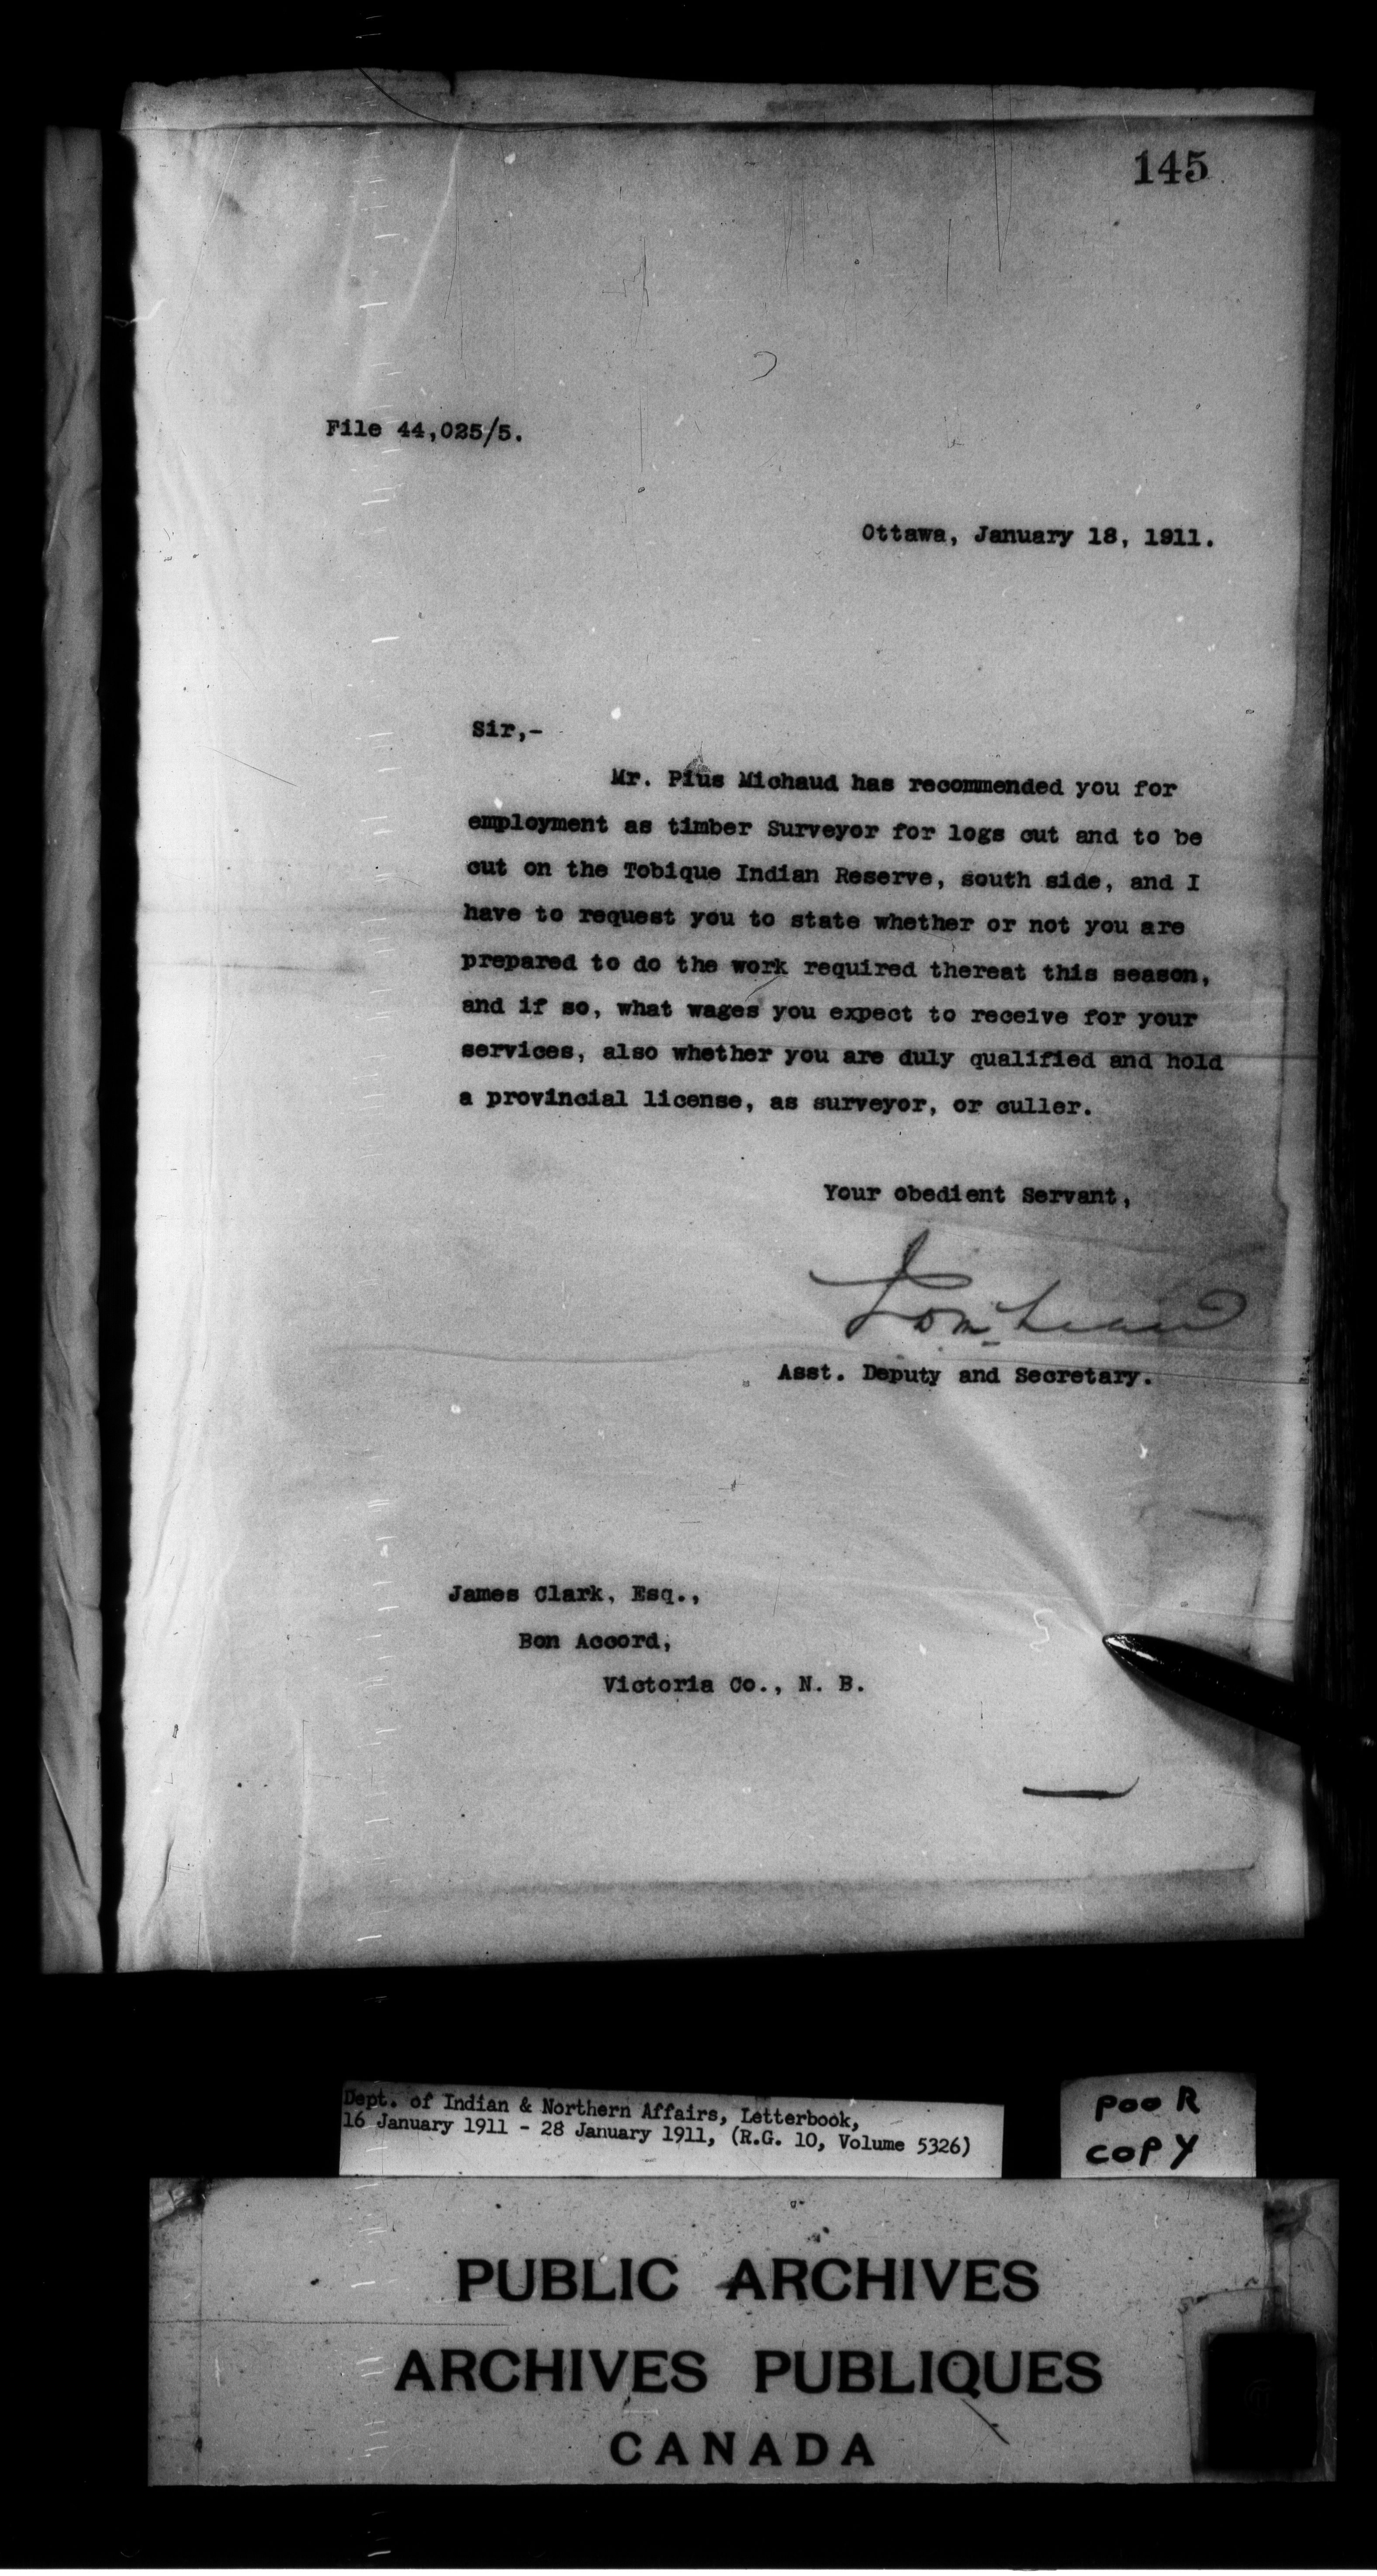 145
File 44,025/5.
Ottawa, January 18, 1911.
Sir,-
Mr. Pius Michaud has recommended you for
employment as timber Surveyor for logs cut and to be
cut on the Tobique Indian Reserve, south side, and I
have to request you to state whether or not you are
prepared to do the work required thereat this season,
and if so, what wages you expect to receive for your
services, also whether you are duly qualified and hold
a provincial license, as surveyor, or culler.
Your obedient Servant,
Asst. Deputy and Secretary.
James Clark, Esq.,
Bon Accord,
Victoria Co., N. B.
Dept. of Indian & Northern Affairs, Letterbook,
16 January 1911 - 28 January 1911, (R.G. 10, Volume 5326)
pooR
copy
PUBLIC ARCHIVES
ARCHIVES PUBLIQUES
CANADA